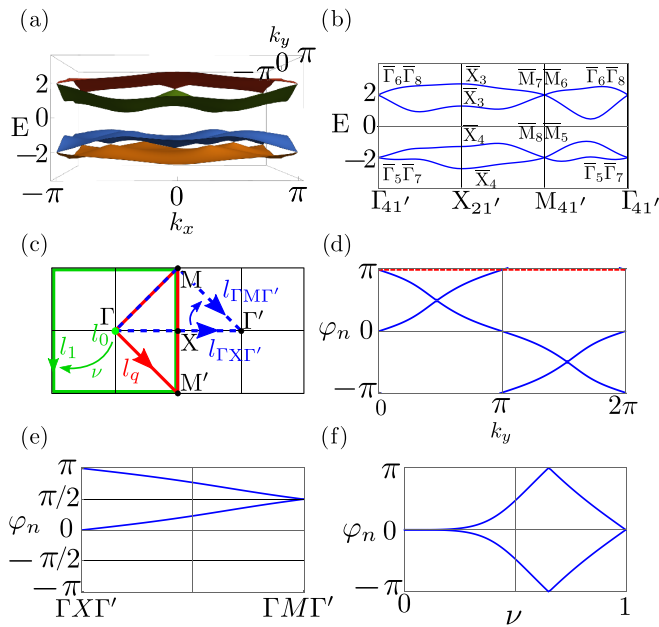 (a)
k_y
π
0
−π
2
E 0
−2
−π 0 π
k_x
(b)
Γ̅₆Γ̅₈ X̅₃ M̅₇ M̅₆ Γ̅₆Γ̅₈
2
X̅₃
E 0
X̅₄ M̅₈ M̅₅
−2
Γ̅₅Γ̅₇ X̅₄ Γ̅₅Γ̅₇
Γ₄₁′ X₂₁′ M₄₁′ Γ₄₁′
(c)
M
l_ΓMΓ′
Γ Γ′
l₀ X
l₁ l_ΓXΓ′
ν l_q
M′
(d)
π
φ_n 0
−π
0 π 2π
k_y
(e)
π
π/2
φ_n 0
−π/2
−π
ΓXΓ′ ΓMΓ′
(f)
π
φ_n 0
−π
0 1
ν